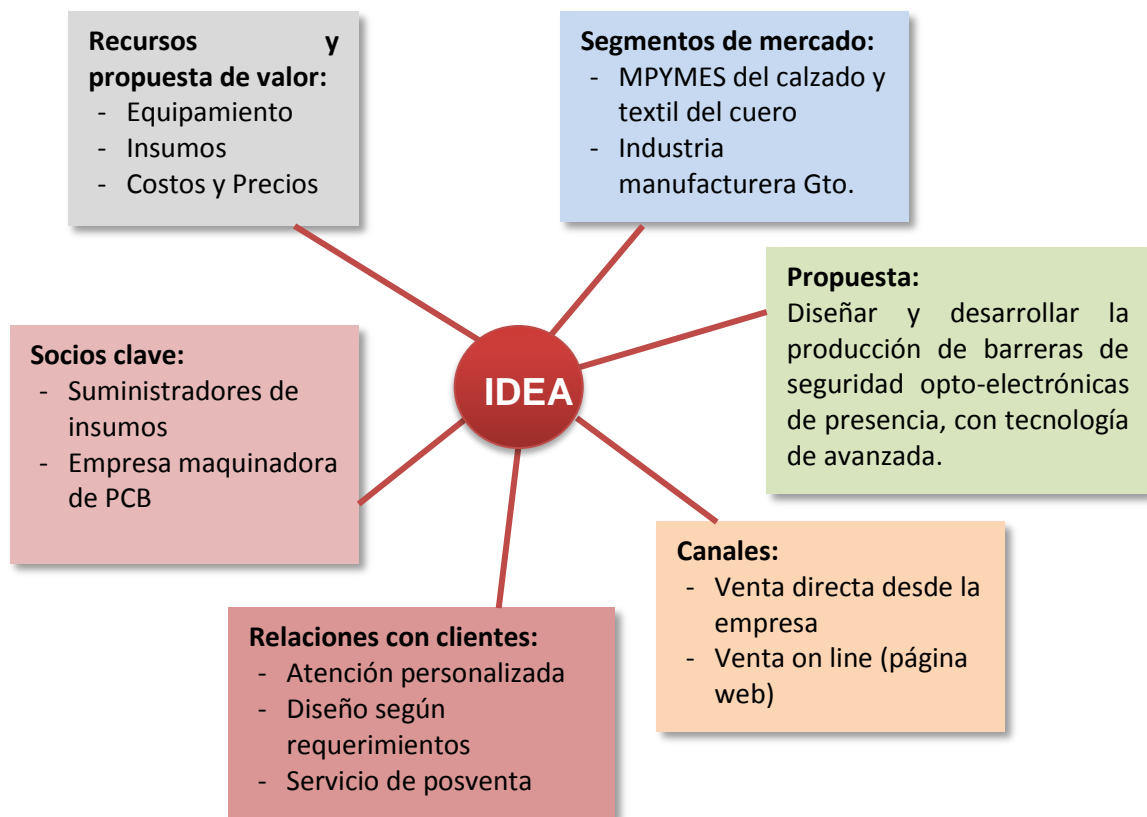 Recursos y
propuesta de valor:
- Equipamiento
- Insumos
- Costos y Precios
Segmentos de mercado:
- MPYMES del calzado y
textil del cuero
- Industria
manufacturera Gto.
Propuesta:
Diseñar y desarrollar la
producción de barreras de
seguridad opto-electrónicas
de presencia, con tecnología
de avanzada.
Socios clave:
- Suministradores de
insumos
- Empresa maquinadora
de PCB
IDEA
Canales:
- Venta directa desde la
empresa
- Venta on line (página
web)
Relaciones con clientes:
- Atención personalizada
- Diseño según
requerimientos
- Servicio de posventa